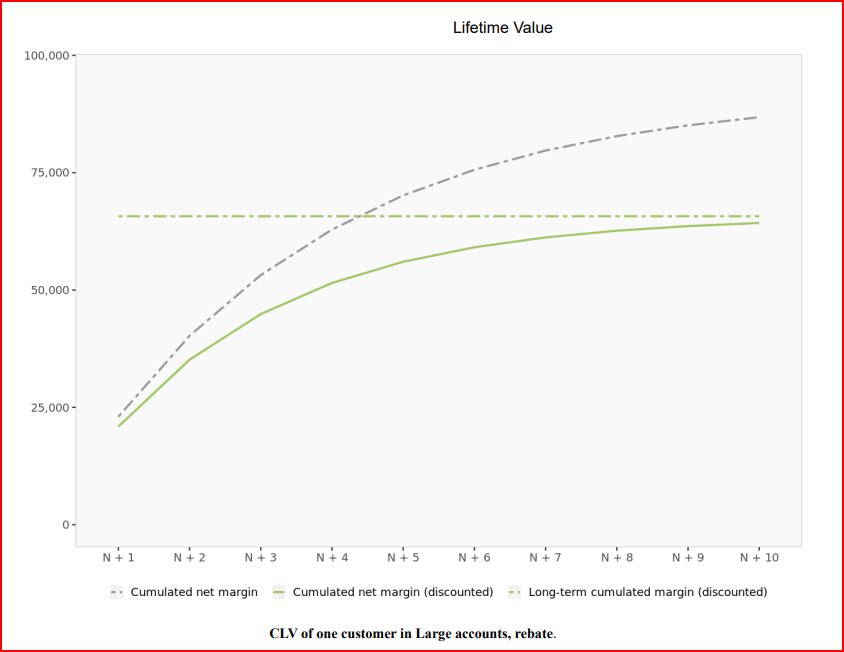 Lifetime Value
100,000
75,000
50,000
25,000
0
N + 1 N + 2 N + 3 N + 4 N + 5 N + 6 N + 7 N + 8 N + 9 N + 10
Cumulated net margin Cumulated net margin (discounted) Long-term cumulated margin (discounted)
CLV of one customer in Large accounts, rebate.